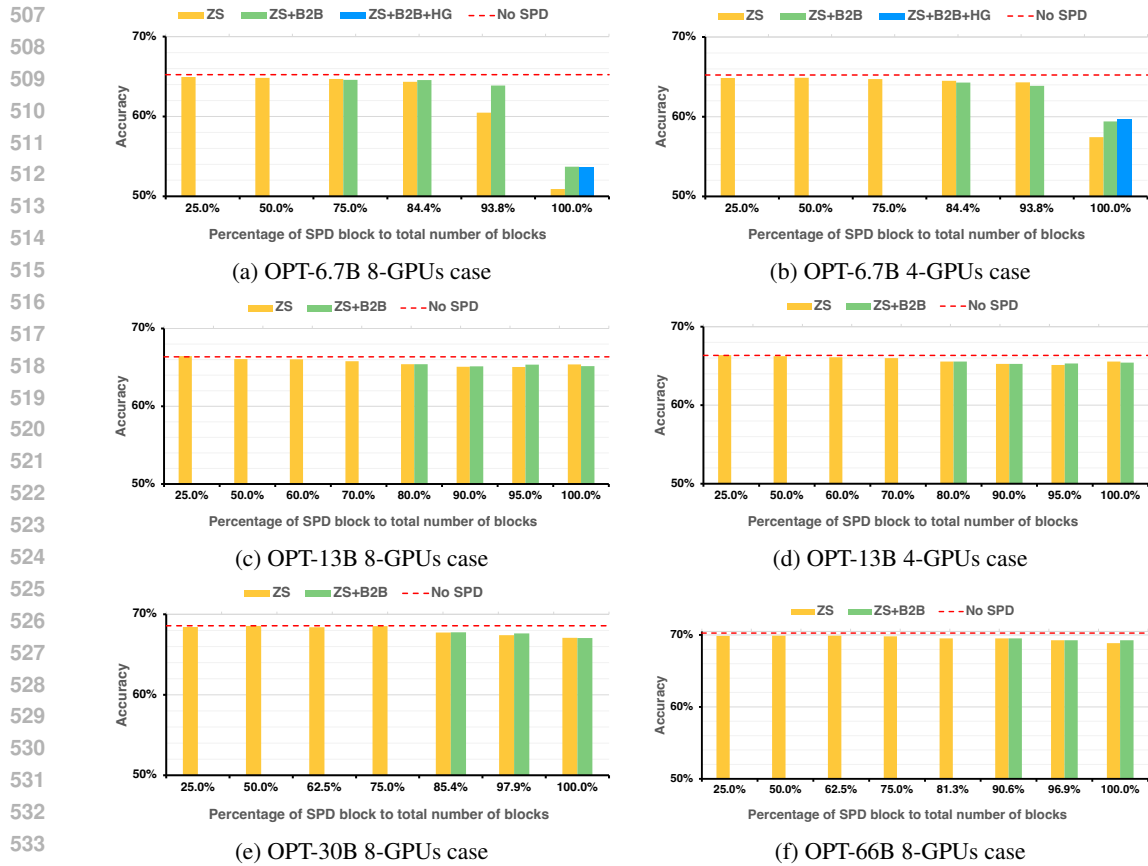 507
508
509
510
511
512
513
514
515
516
517
518
519
520
521
522
523
524
525
526
527
528
529
530
531
532
533
ZS ZS+B2B ZS+B2B+HG No SPD
70%
60%
50%
Accuracy
25.0% 50.0% 75.0% 84.4% 93.8% 100.0%
Percentage of SPD block to total number of blocks
(a) OPT-6.7B 8-GPUs case
ZS ZS+B2B ZS+B2B+HG No SPD
70%
60%
50%
Accuracy
25.0% 50.0% 75.0% 84.4% 93.8% 100.0%
Percentage of SPD block to total number of blocks
(b) OPT-6.7B 4-GPUs case
ZS ZS+B2B No SPD
70%
60%
50%
Accuracy
25.0% 50.0% 60.0% 70.0% 80.0% 90.0% 95.0% 100.0%
Percentage of SPD block to total number of blocks
(c) OPT-13B 8-GPUs case
ZS ZS+B2B No SPD
70%
60%
50%
Accuracy
25.0% 50.0% 60.0% 70.0% 80.0% 90.0% 95.0% 100.0%
Percentage of SPD block to total number of blocks
(d) OPT-13B 4-GPUs case
ZS ZS+B2B No SPD
70%
60%
50%
Accuracy
25.0% 50.0% 62.5% 75.0% 85.4% 97.9% 100.0%
Percentage of SPD block to total number of blocks
(e) OPT-30B 8-GPUs case
ZS ZS+B2B No SPD
70%
60%
50%
Accuracy
25.0% 50.0% 62.5% 75.0% 81.3% 90.6% 96.9% 100.0%
Percentage of SPD block to total number of blocks
(f) OPT-66B 8-GPUs case